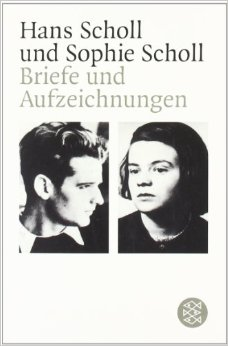 Hans Scholl
und Sophie Scholl
Briefe und
Aufzeichnungen